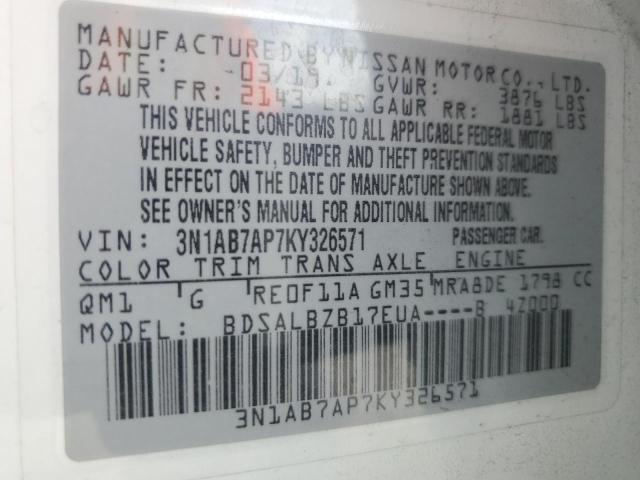 MANUFACTURED BY NISSAN MOTOR CO., LTD.
DATE: 03/19 GVWR: 3876 LBS
GAWR FR: 2143 LBS GAWR RR: 1881 LBS
THIS VEHICLE CONFORMS TO ALL APPLICABLE FEDERAL MOTOR
VEHICLE SAFETY, BUMPER AND THEFT PREVENTION STANDARDS
IN EFFECT ON THE DATE OF MANUFACTURE SHOWN ABOVE.
SEE OWNER'S MANUAL FOR ADDITIONAL INFORMATION.
VIN: 3N1AB7AP7KY326571 PASSENGER CAR.
COLOR TRIM TRANS AXLE ENGINE
QM1 G RE0F11A GM35 MRA8DE 1798 CC
MODEL: BDSALBZB17EUA----B 4Z000
3N1AB7AP7KY326571